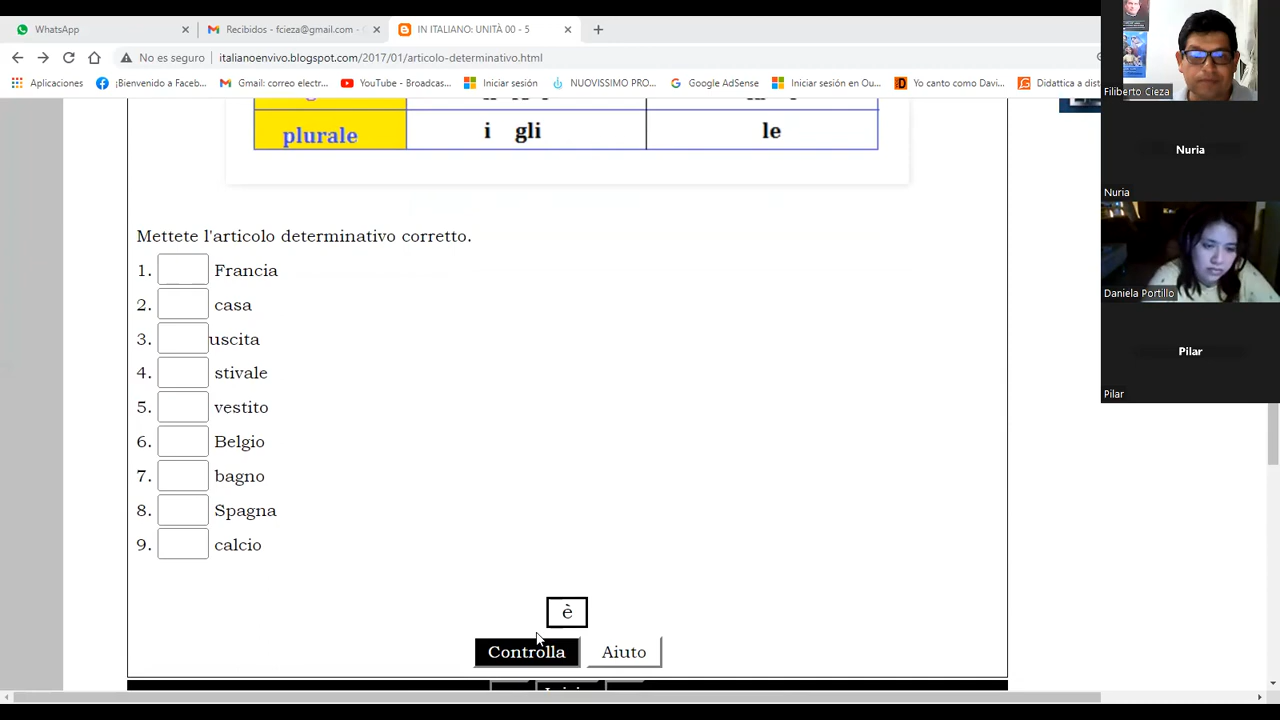 WhatsApp
Recibidos - fcieza@gmail.com -
IN ITALIANO: UNITÀ 00 - 5
No es seguro
italianoenvivo.blogspot.com/2017/01/articolo-determinativo.html
Aplicaciones
¡Bienvenido a Faceb...
Gmail: correo electr...
YouTube - Broadcas...
Iniciar sesión
NUOVISSIMO PRO...
Google AdSense
Iniciar sesión en Ou...
Yo canto como Davi...
Didattica a dist
plurale i gli le
Mettete l'articolo determinativo corretto.
1. Francia
2. casa
3. uscita
4. stivale
5. vestito
6. Belgio
7. bagno
8. Spagna
9. calcio
è
Controlla
Aiuto
Filiberto Cieza
Nuria
Nuria
Daniela Portillo
Pilar
Pilar